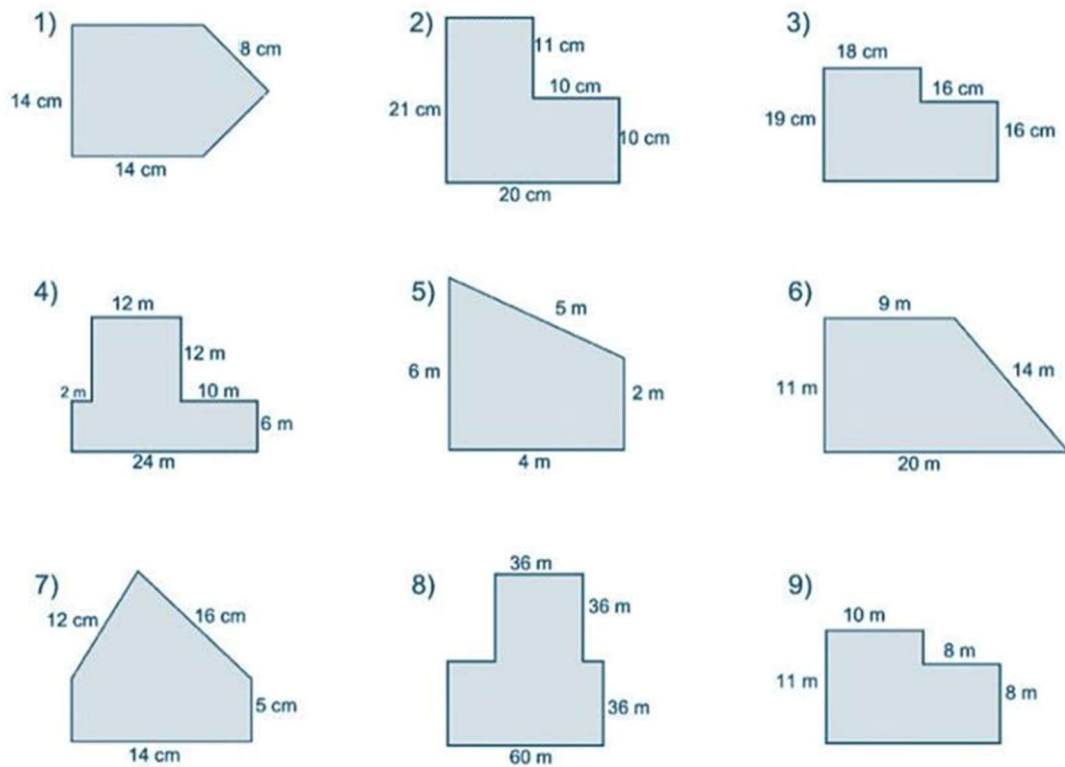 1)
8 cm
14 cm
14 cm
2)
11 cm
10 cm
21 cm
10 cm
20 cm
3)
18 cm
16 cm
19 cm
16 cm
4)
12 m
12 m
2 m
10 m
6 m
24 m
5)
5 m
6 m
2 m
4 m
6)
9 m
14 m
11 m
20 m
7)
12 cm
16 cm
5 cm
14 cm
8)
36 m
36 m
36 m
60 m
9)
10 m
8 m
11 m
8 m